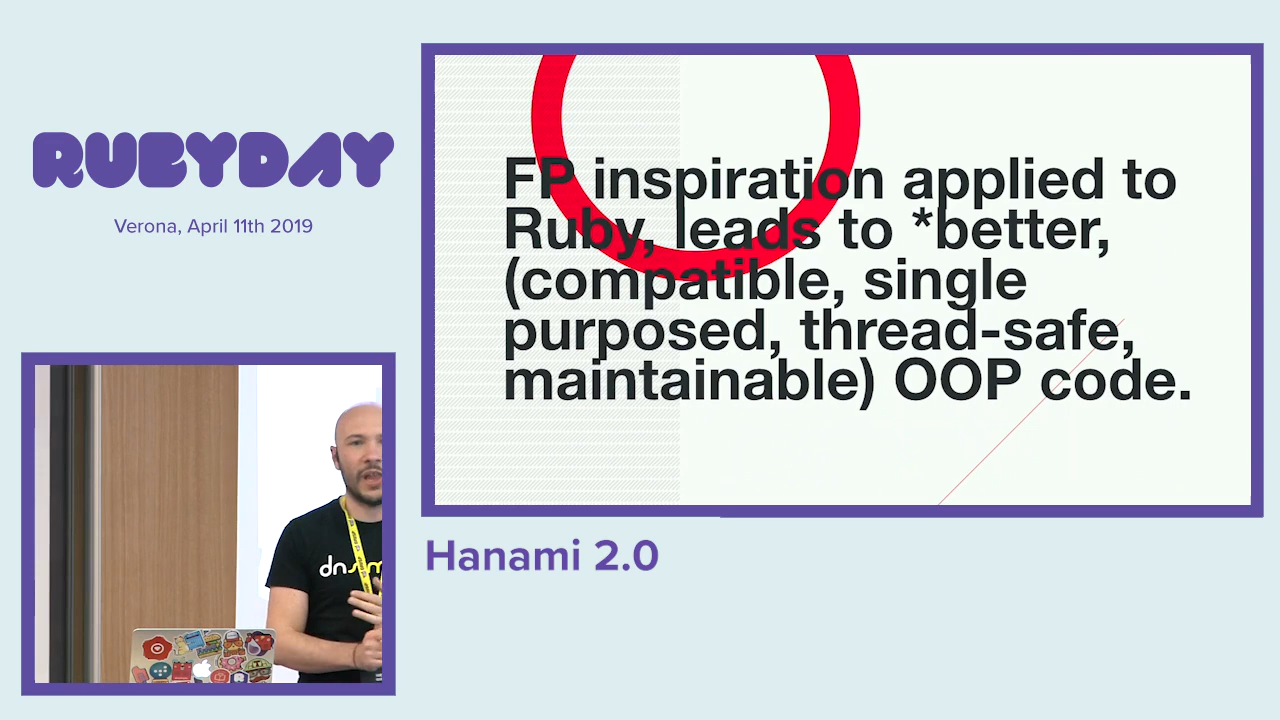 RUBYDAY
Verona, April 11th 2019
FP inspiration applied to
Ruby, leads to *better,
(compatible, single
purposed, thread-safe,
maintainable) OOP code.
Hanami 2.0